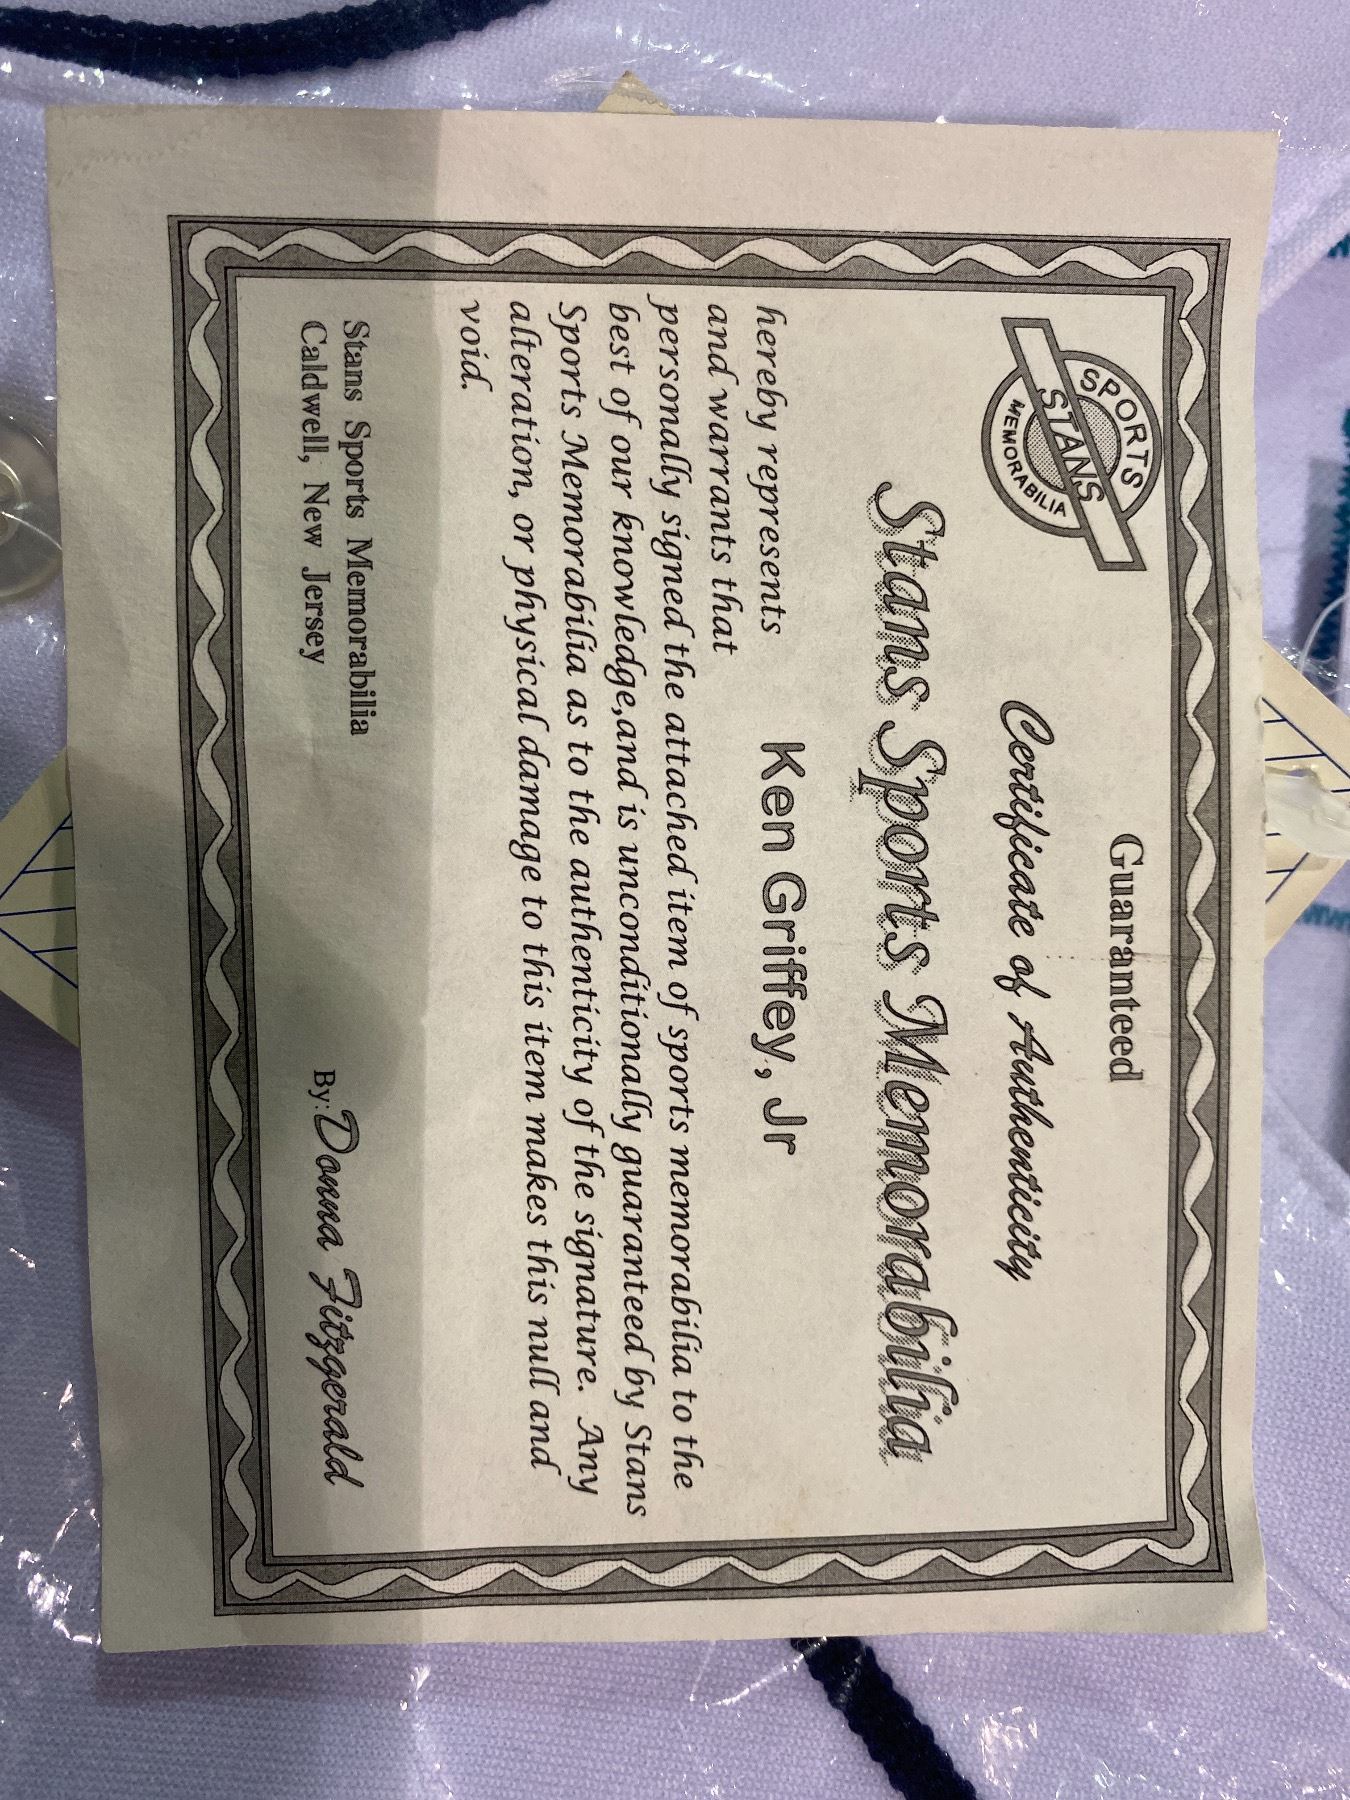 SPORTS
STANS
MEMORABILIA
Guaranteed
Certificate of Authenticity
Stans Sports Memorabilia
hereby represents Ken Griffey, Jr
and warrants that
personally signed the attached item of sports memorabilia to the
best of our knowledge,and is unconditionally guaranteed by Stans
Sports Memorabilia as to the authenticity of the signature. Any
alteration, or physical damage to this item makes this null and
void.
Stans Sports Memorabilia
Caldwell, New Jersey
By: Donna Fitzgerald